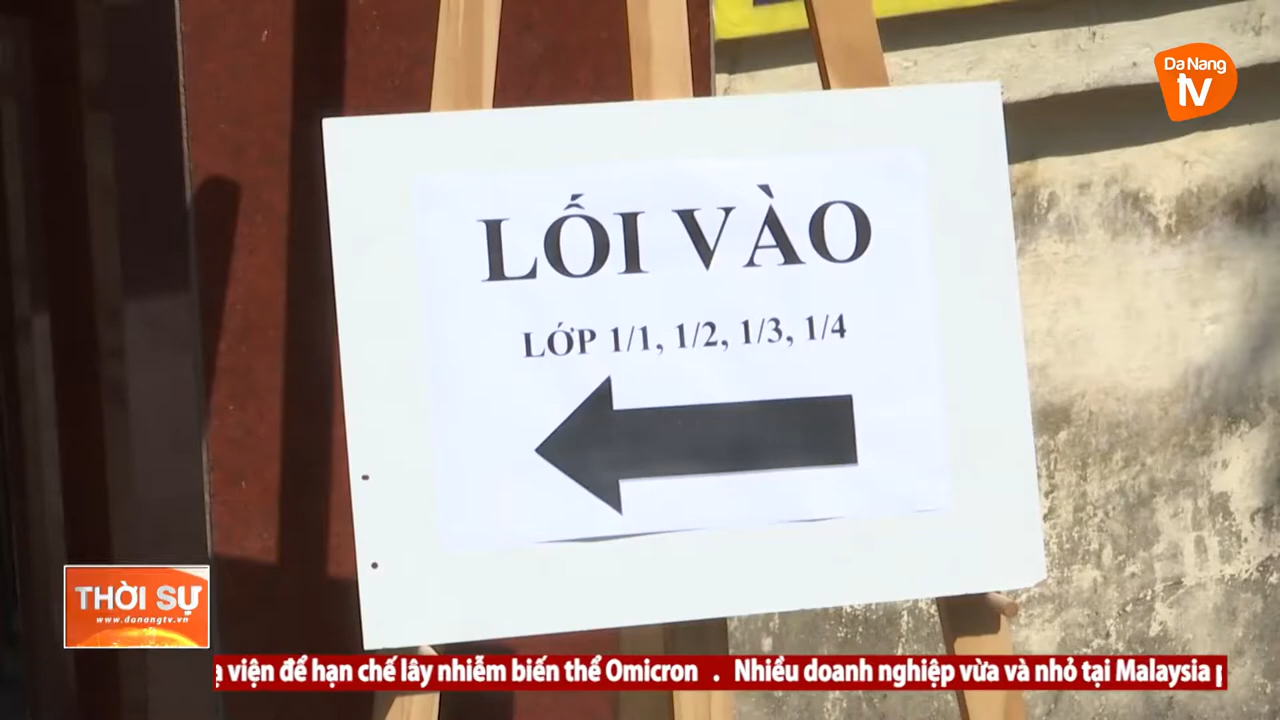 Da Nang
tv
LỐI VÀO
LỚP 1/1, 1/2, 1/3, 1/4
THỜI SỰ
www.danangtv.vn
viện để hạn chế lây nhiễm biến thể Omicron . Nhiều doanh nghiệp vừa và nhỏ tại Malaysia